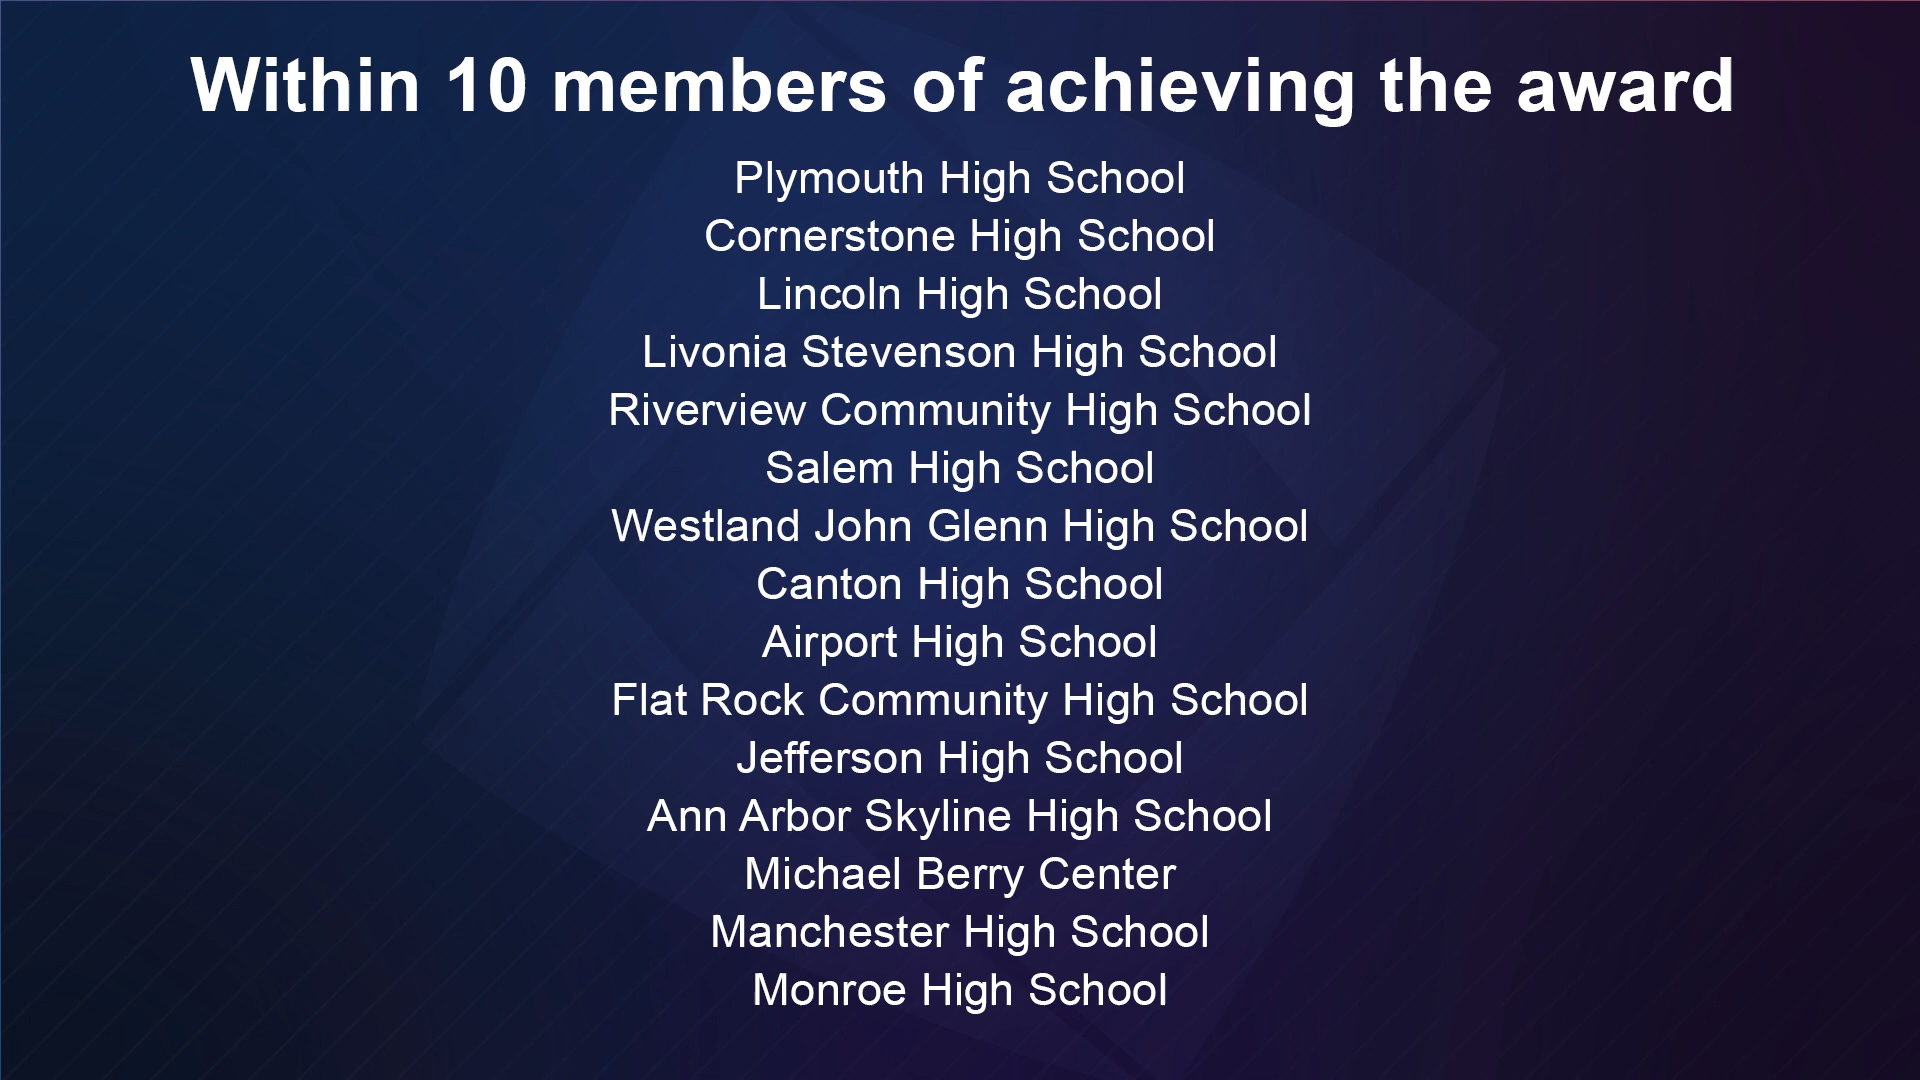 Within 10 members of achieving the award
Plymouth High School
Cornerstone High School
Lincoln High School
Livonia Stevenson High School
Riverview Community High School
Salem High School
Westland John Glenn High School
Canton High School
Airport High School
Flat Rock Community High School
Jefferson High School
Ann Arbor Skyline High School
Michael Berry Center
Manchester High School
Monroe High School